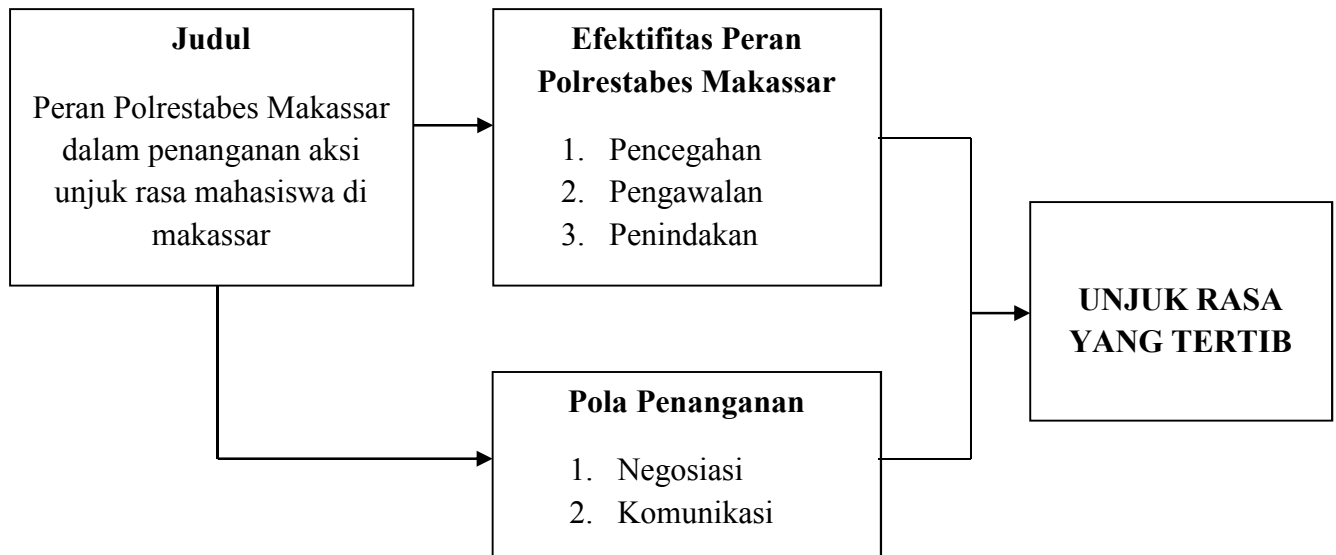 Judul
Peran Polrestabes Makassar
dalam penanganan aksi
unjuk rasa mahasiswa di
makassar
Efektifitas Peran
Polrestabes Makassar
1. Pencegahan
2. Pengawalan
3. Penindakan
Pola Penanganan
1. Negosiasi
2. Komunikasi
UNJUK RASA
YANG TERTIB